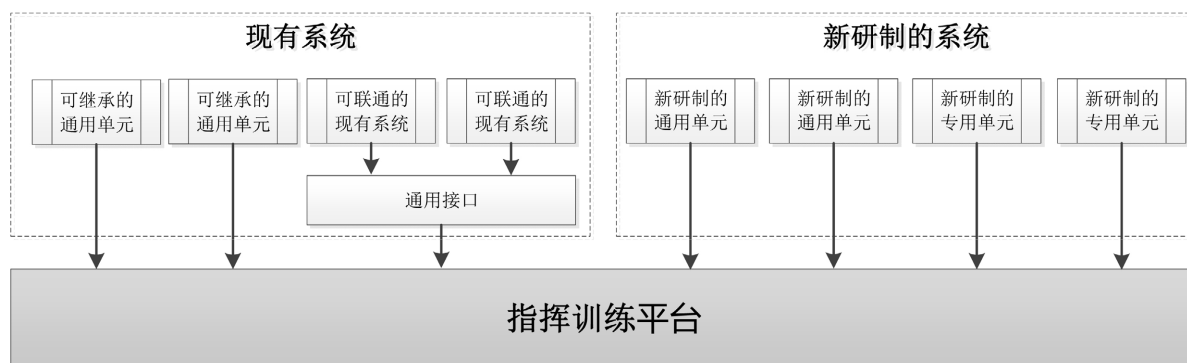 现有系统
新研制的系统
可继承的
通用单元
可继承的
通用单元
可联通的
现有系统
可联通的
现有系统
新研制的
通用单元
新研制的
通用单元
新研制的
专用单元
新研制的
专用单元
通用接口
指挥训练平台